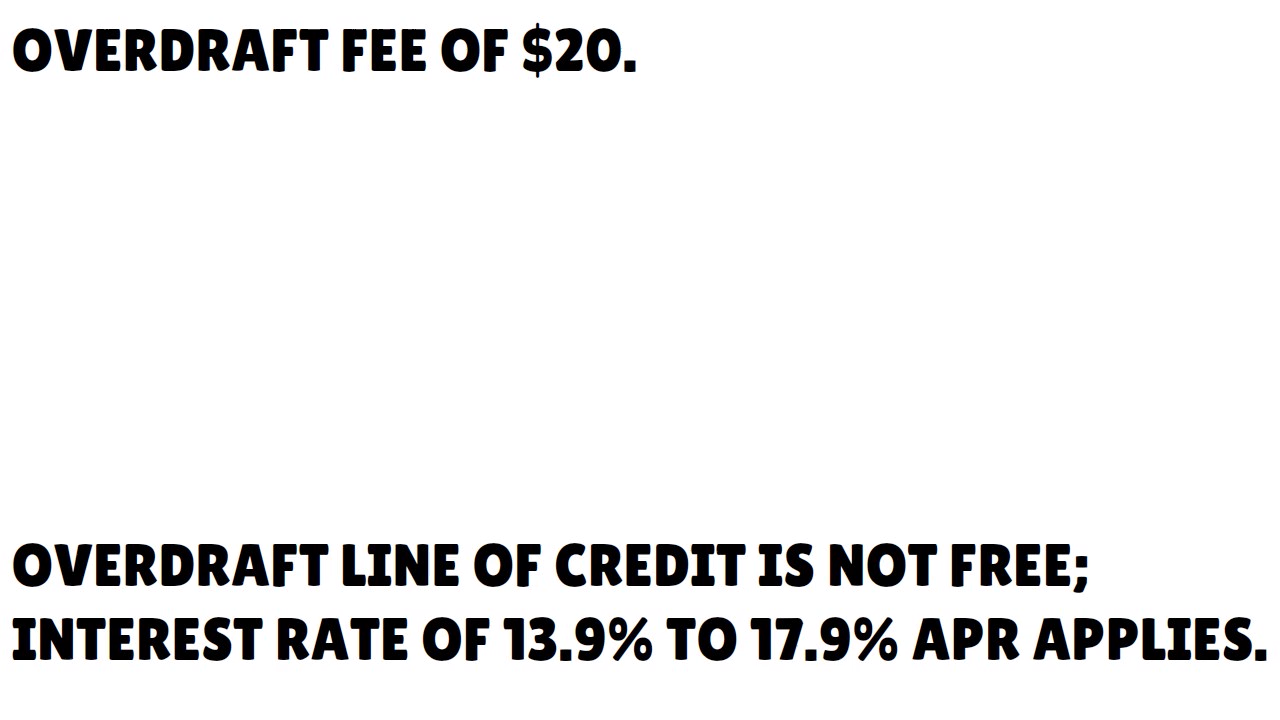 OVERDRAFT FEE OF $20.
OVERDRAFT LINE OF CREDIT IS NOT FREE;
INTEREST RATE OF 13.9% TO 17.9% APR APPLIES.